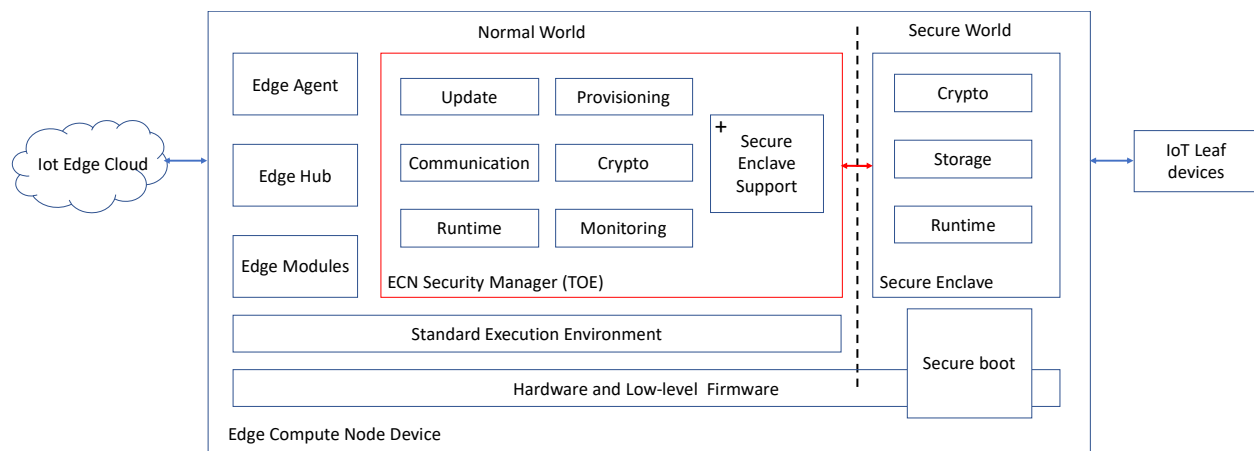 Normal World
Secure World
Edge Agent
Update
Provisioning
+
Secure
Enclave
Support
Crypto
Iot Edge Cloud
Edge Hub
Communication
Crypto
Storage
IoT Leaf
devices
Edge Modules
Runtime
Monitoring
Runtime
ECN Security Manager (TOE)
Secure Enclave
Standard Execution Environment
Secure boot
Hardware and Low-level Firmware
Edge Compute Node Device